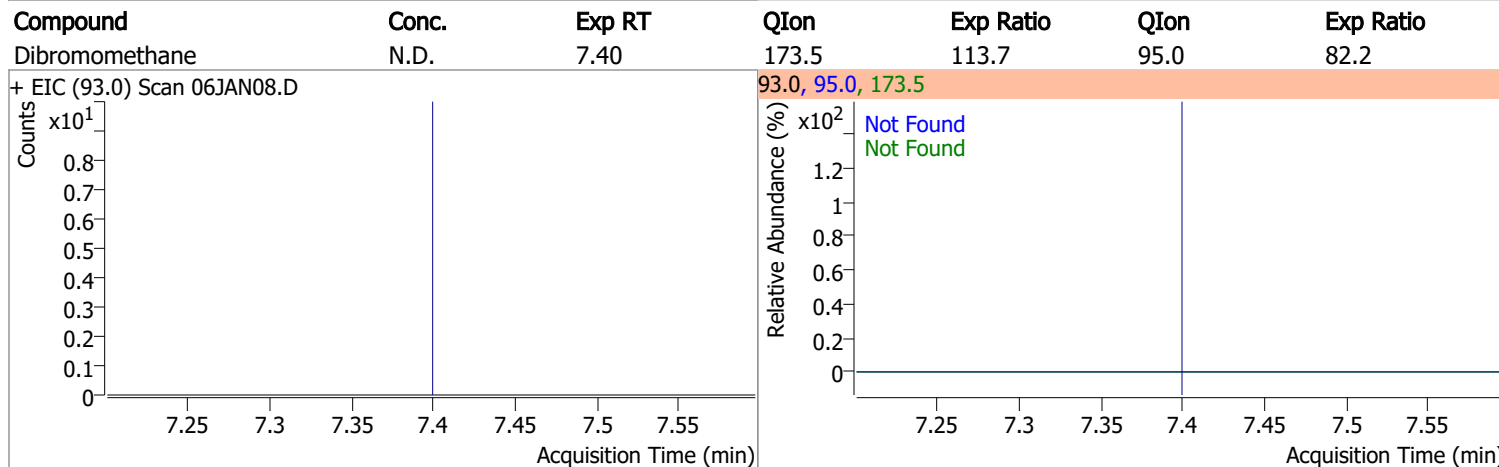 Compound Conc. Exp RT QIon Exp Ratio QIon Exp Ratio
Dibromomethane N.D. 7.40 173.5 113.7 95.0 82.2
+ EIC (93.0) Scan 06JAN08.D
Counts
x10¹
0.8
0.7
0.6
0.5
0.4
0.3
0.2
0.1
0
7.25 7.3 7.35 7.4 7.45 7.5 7.55
Acquisition Time (min)
93.0, 95.0, 173.5
Relative Abundance (%)
x10²
Not Found
Not Found
1.2
1
0.8
0.6
0.4
0.2
0
7.25 7.3 7.35 7.4 7.45 7.5 7.55
Acquisition Time (min)